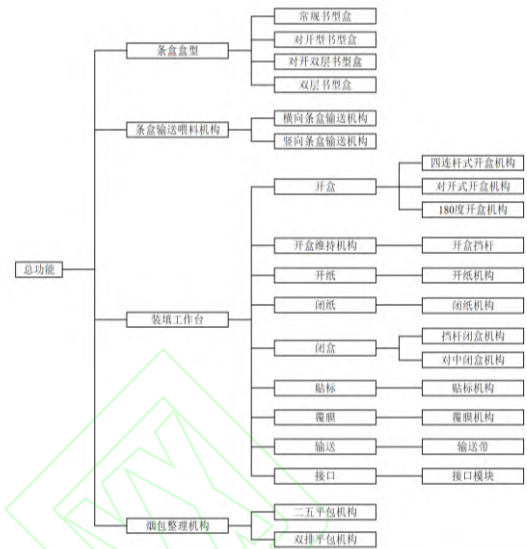 总功能
条盒盒型
常规书型盒
对开型书型盒
对开双层书型盒
双层书型盒
条盒输送喂料机构
横向条盒输送机构
竖向条盒输送机构
装填工作台
开盒
四连杆式开盒机构
对开式开盒机构
180度开盒机构
开盒维持机构
开盒挡杆
开纸
开纸机构
闭纸
闭纸机构
闭盒
挡杆闭盒机构
对中闭盒机构
贴标
贴标机构
覆膜
覆膜机构
输送
输送带
接口
接口模块
烟包整理机构
二五平包机构
双排平包机构